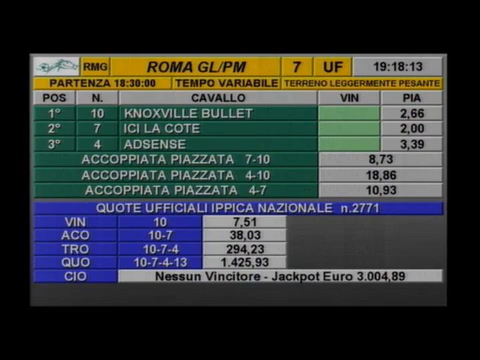 RMG ROMA GL/PM 7 UF 19:18:13
PARTENZA 18:30:00 TEMPO VARIABILE TERRENO LEGGERMENTE PESANTE
POS N. CAVALLO VIN PIA
1° 10 KNOXVILLE BULLET 2,66
2° 7 ICI LA COTE 2,00
3° 4 ADSENSE 3,39
ACCOPPIATA PIAZZATA 7-10 8,73
ACCOPPIATA PIAZZATA 4-10 18,86
ACCOPPIATA PIAZZATA 4-7 10,93
QUOTE UFFICIALI IPPICA NAZIONALE n.2771
VIN 10 7,51
ACO 10-7 38,03
TRO 10-7-4 294,23
QUO 10-7-4-13 1.425,93
CIO Nessun Vincitore - Jackpot Euro 3.004,89